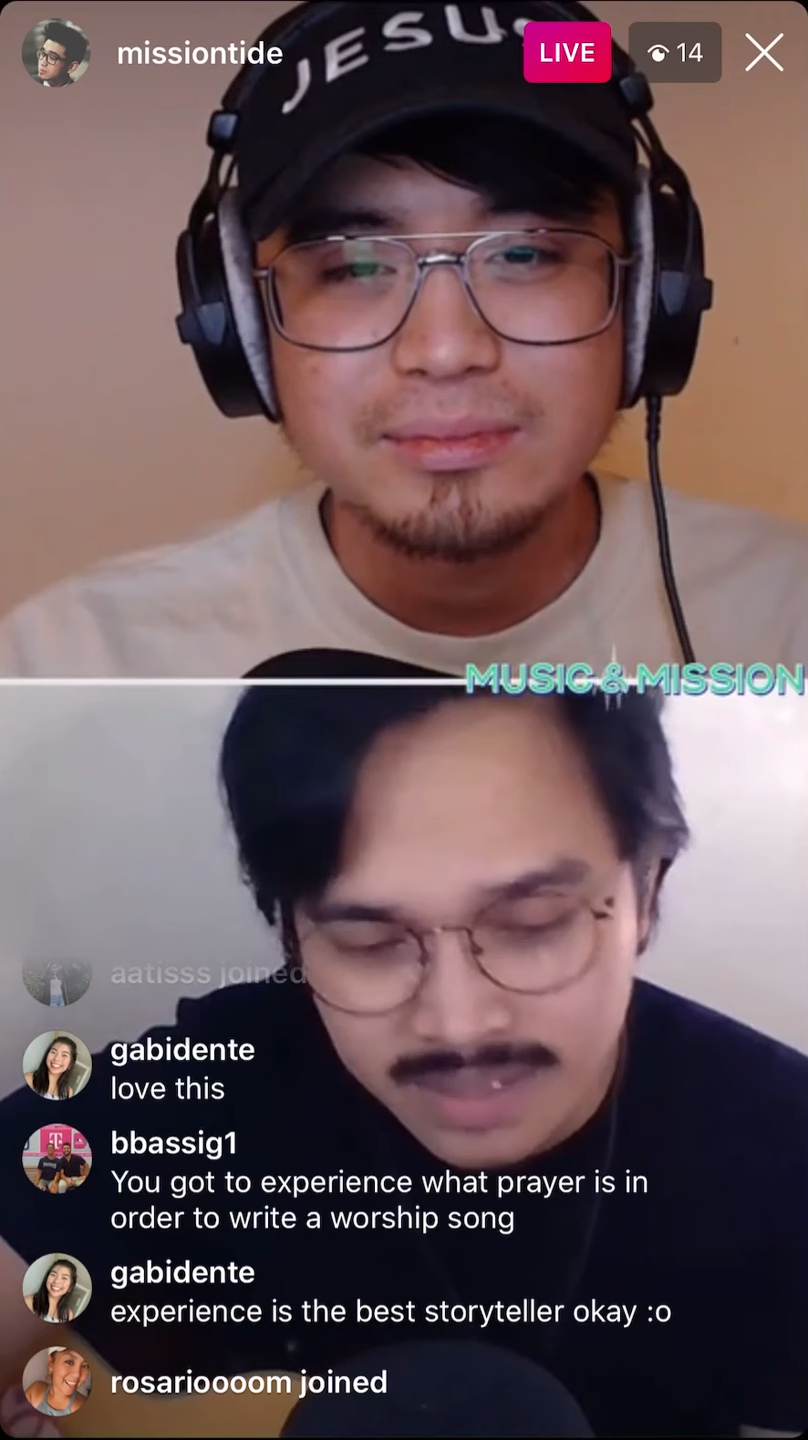 missiontide
JESUS
LIVE
14
MUSIC & MISSION
aatisss joined
gabidente
love this
bbassig1
You got to experience what prayer is in
order to write a worship song
gabidente
experience is the best storyteller okay :o
rosarioooom joined